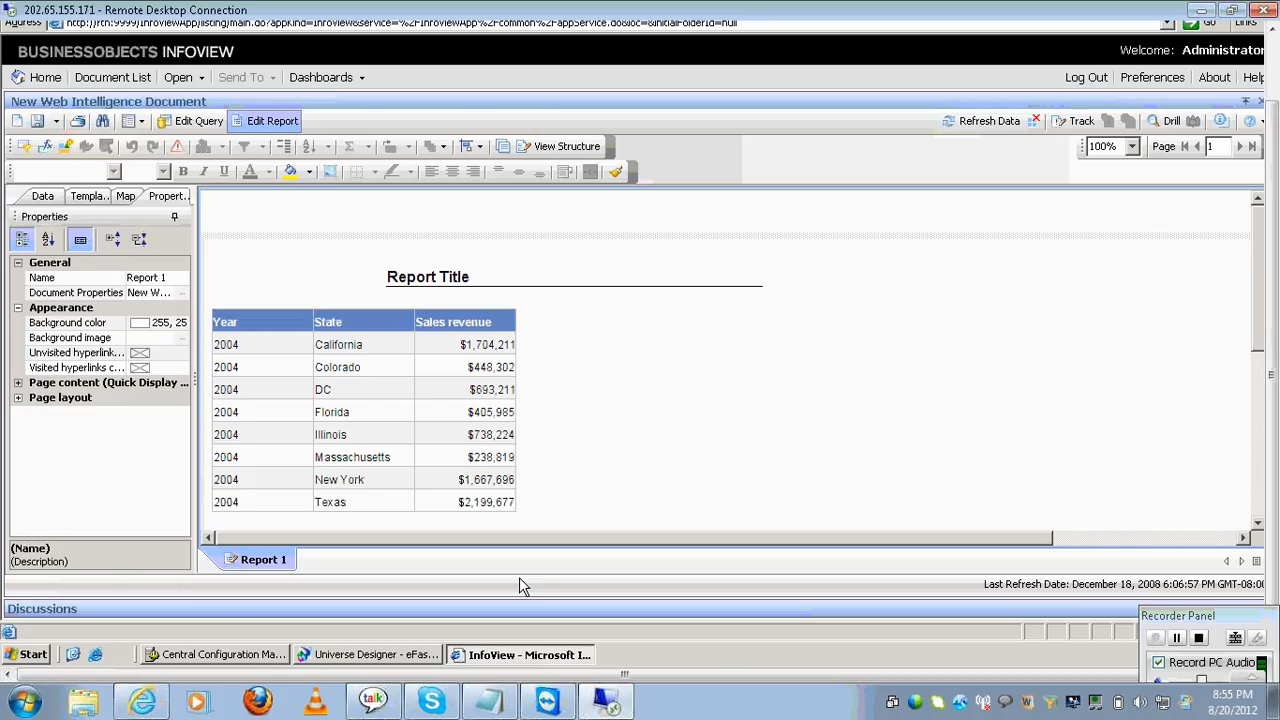 202.65.155.171 - Remote Desktop Connection
Address
Go
Links
BUSINESSOBJECTS INFOVIEW
Welcome: Administrator
Home Document List Open Send To Dashboards
Log Out Preferences About Help
New Web Intelligence Document
Edit Query Edit Report
Refresh Data Track Drill
View Structure
100% Page 1
B I U A
Data Templa.. Map Propert..
Properties
General
Name Report 1
Document Properties New W... ...
Appearance
Background color 255, 25
Background image
Unvisited hyperlink...
Visited hyperlinks c...
Page content (Quick Display ...
Page layout
(Name)
(Description)
Report Title
Year State Sales revenue
2004 California $1,704,211
2004 Colorado $448,302
2004 DC $693,211
2004 Florida $405,985
2004 Illinois $738,224
2004 Massachusetts $238,819
2004 New York $1,667,696
2004 Texas $2,199,677
Report 1
Last Refresh Date: December 18, 2008 6:06:57 PM GMT-08:00
Discussions
Recorder Panel
Record PC Audio
Start
Central Configuration Ma...
Universe Designer - eFas...
InfoView - Microsoft I...
talk
8:55 PM
8/20/2012